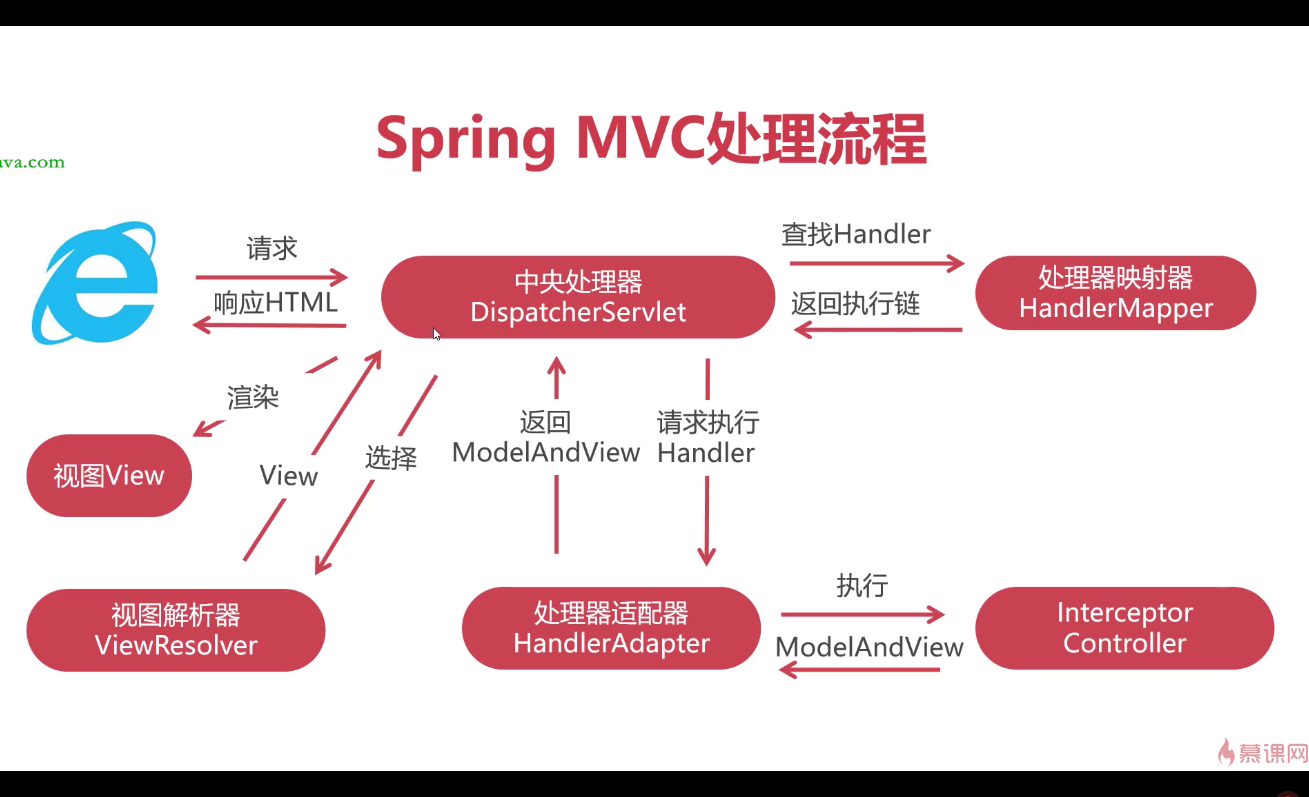 Spring MVC处理流程
ava.com
请求
响应HTML
中央处理器
DispatcherServlet
查找Handler
返回执行链
处理器映射器
HandlerMapper
渲染
视图View
View
选择
返回
ModelAndView
请求执行
Handler
视图解析器
ViewResolver
处理器适配器
HandlerAdapter
执行
ModelAndView
Interceptor
Controller
慕课网